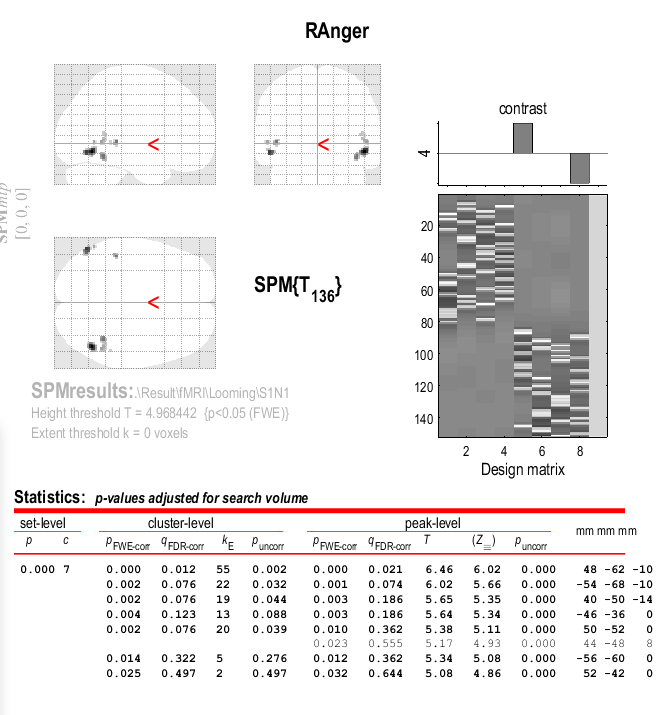 RAnger
<
<
<
SPMmip
[0, 0, 0]
SPM{T136}
SPMresults:.\Result\fMRI\Looming\S1N1
Height threshold T = 4.968442  {p<0.05 (FWE)}
Extent threshold k = 0 voxels
contrast
4
20
40
60
80
100
120
140
2 4 6 8
Design matrix
Statistics: p-values adjusted for search volume
set-level cluster-level peak-level mm mm mm
p c pFWE-corr qFDR-corr kE puncorr pFWE-corr qFDR-corr T (Z≡) puncorr
0.000 7 0.000 0.012 55 0.002 0.000 0.021 6.46 6.02 0.000 48 -62 -10
0.002 0.076 22 0.032 0.001 0.074 6.02 5.66 0.000 -54 -68 -10
0.002 0.076 19 0.044 0.003 0.186 5.65 5.35 0.000 40 -50 -14
0.004 0.123 13 0.088 0.003 0.186 5.64 5.34 0.000 -46 -36 0
0.002 0.076 20 0.039 0.010 0.362 5.38 5.11 0.000 50 -52 0
0.023 0.555 5.17 4.93 0.000 44 -48 8
0.014 0.322 5 0.276 0.012 0.362 5.34 5.08 0.000 -56 -60 0
0.025 0.497 2 0.497 0.032 0.644 5.08 4.86 0.000 52 -42 0